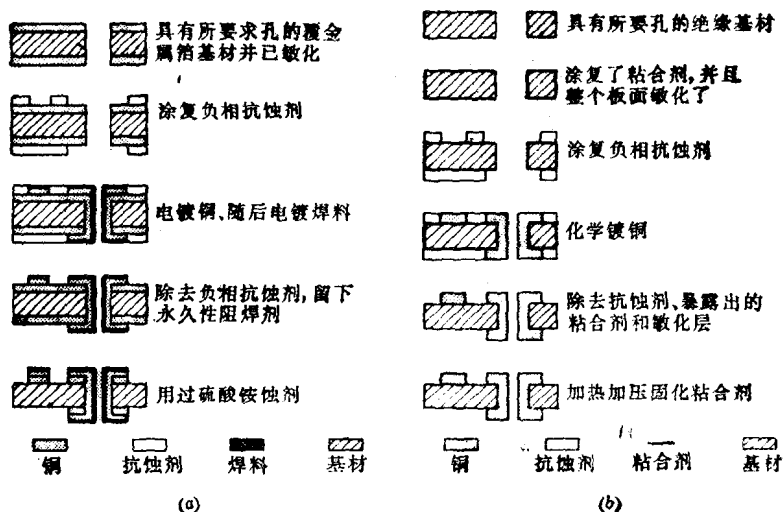 具有所要求孔的覆金
属箔基材并已敏化
涂复负相抗蚀剂
电镀铜、随后电镀焊料
除去负相抗蚀剂,留下
永久性阻焊剂
用过硫酸铵蚀剂
铜
抗蚀剂
焊料
基材
(a)
具有所要孔的绝缘基材
涂复了粘合剂,并且
整个板面敏化了
涂复负相抗蚀剂
化学镀铜
除去抗蚀剂、暴露出的
粘合剂和敏化层
加热加压固化粘合剂
铜
抗蚀剂
粘合剂
基材
(b)